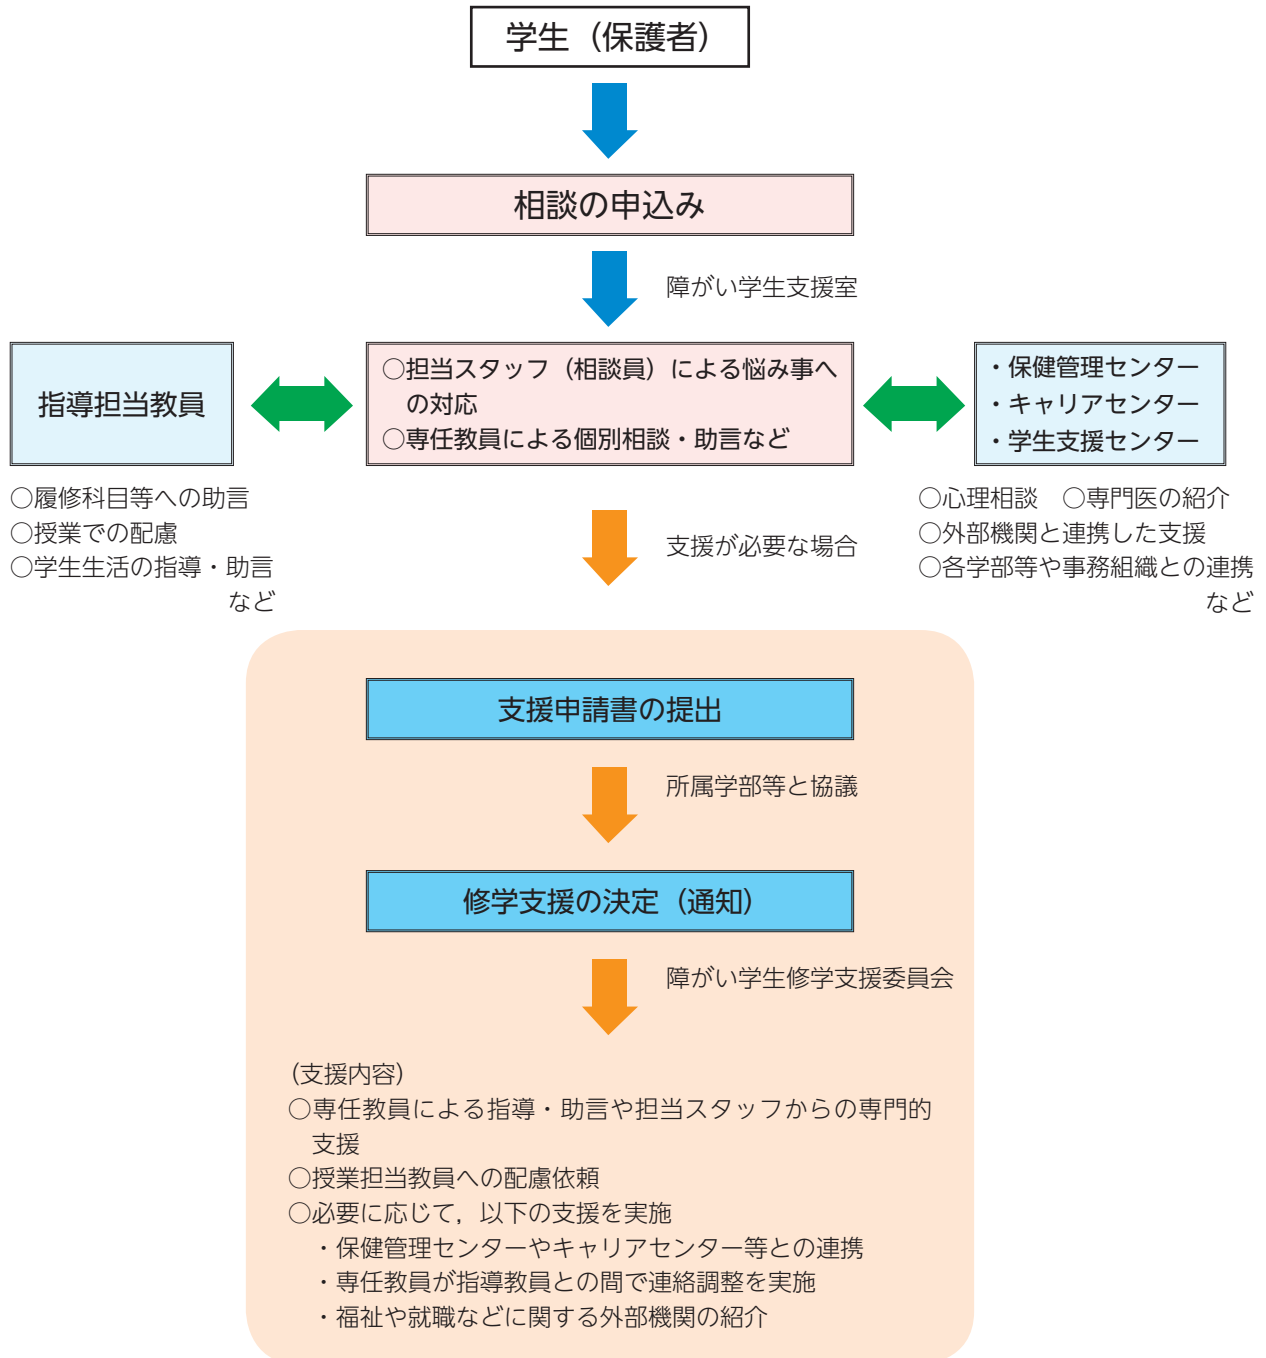 学生（保護者）
相談の申込み
障がい学生支援室
指導担当教員
○履修科目等への助言
○授業での配慮
○学生生活の指導・助言
など
○担当スタッフ（相談員）による悩み事へ
の対応
○専任教員による個別相談・助言など
・保健管理センター
・キャリアセンター
・学生支援センター
○心理相談　○専門医の紹介
○外部機関と連携した支援
○各学部等や事務組織との連携
など
支援が必要な場合
支援申請書の提出
所属学部等と協議
修学支援の決定（通知）
障がい学生修学支援委員会
（支援内容）
○専任教員による指導・助言や担当スタッフからの専門的
支援
○授業担当教員への配慮依頼
○必要に応じて，以下の支援を実施
・保健管理センターやキャリアセンター等との連携
・専任教員が指導教員との間で連絡調整を実施
・福祉や就職などに関する外部機関の紹介